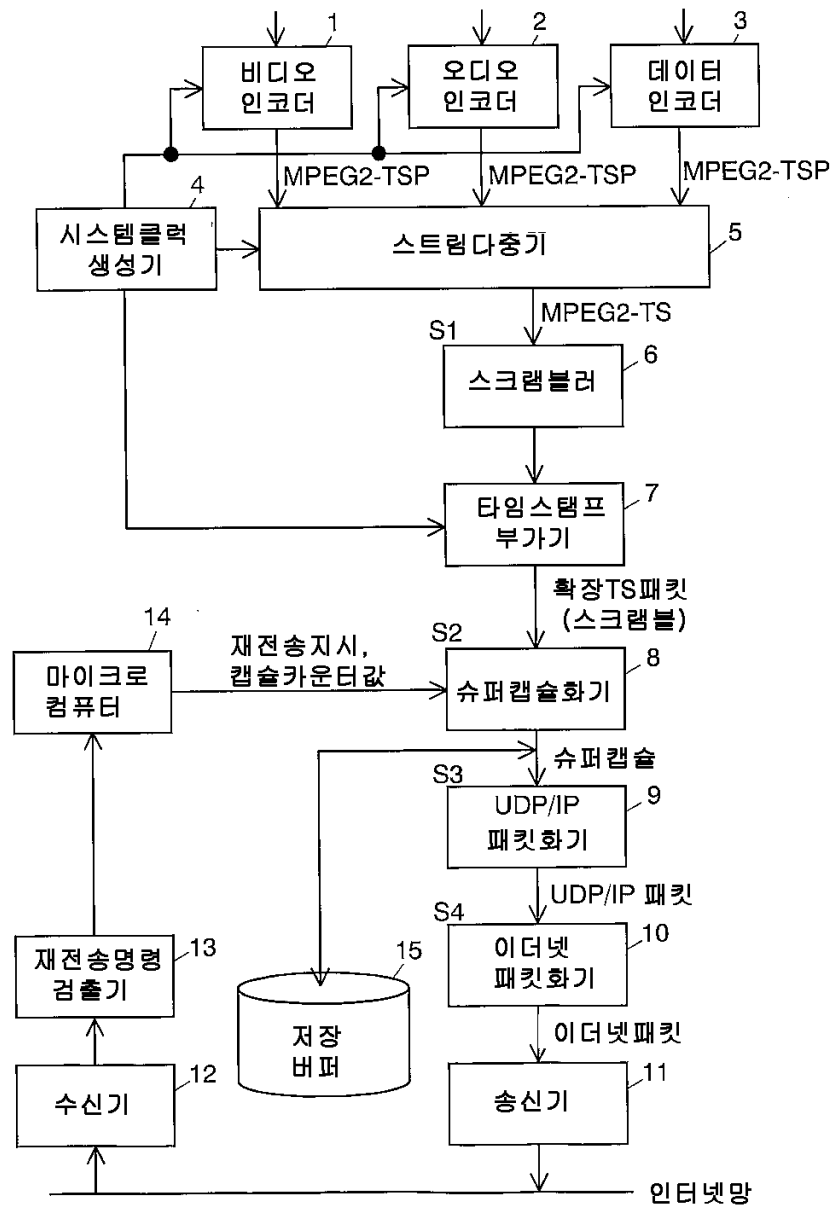 1
비디오
인코더
2
오디오
인코더
3
데이터
인코더
MPEG2-TSP
MPEG2-TSP
MPEG2-TSP
4
시스템클럭
생성기
스트림다중기
5
MPEG2-TS
S1
스크램블러
6
타임스탬프
부가기
7
확장TS패킷
(스크램블)
14
마이크로
컴퓨터
재전송지시,
캡슐카운터값
S2
슈퍼캡슐화기
8
슈퍼캡슐
S3
UDP/IP
패킷화기
9
UDP/IP 패킷
S4
이더넷
패킷화기
10
재전송명령
검출기
13
15
저장
버퍼
이더넷패킷
수신기
12
송신기
11
인터넷망